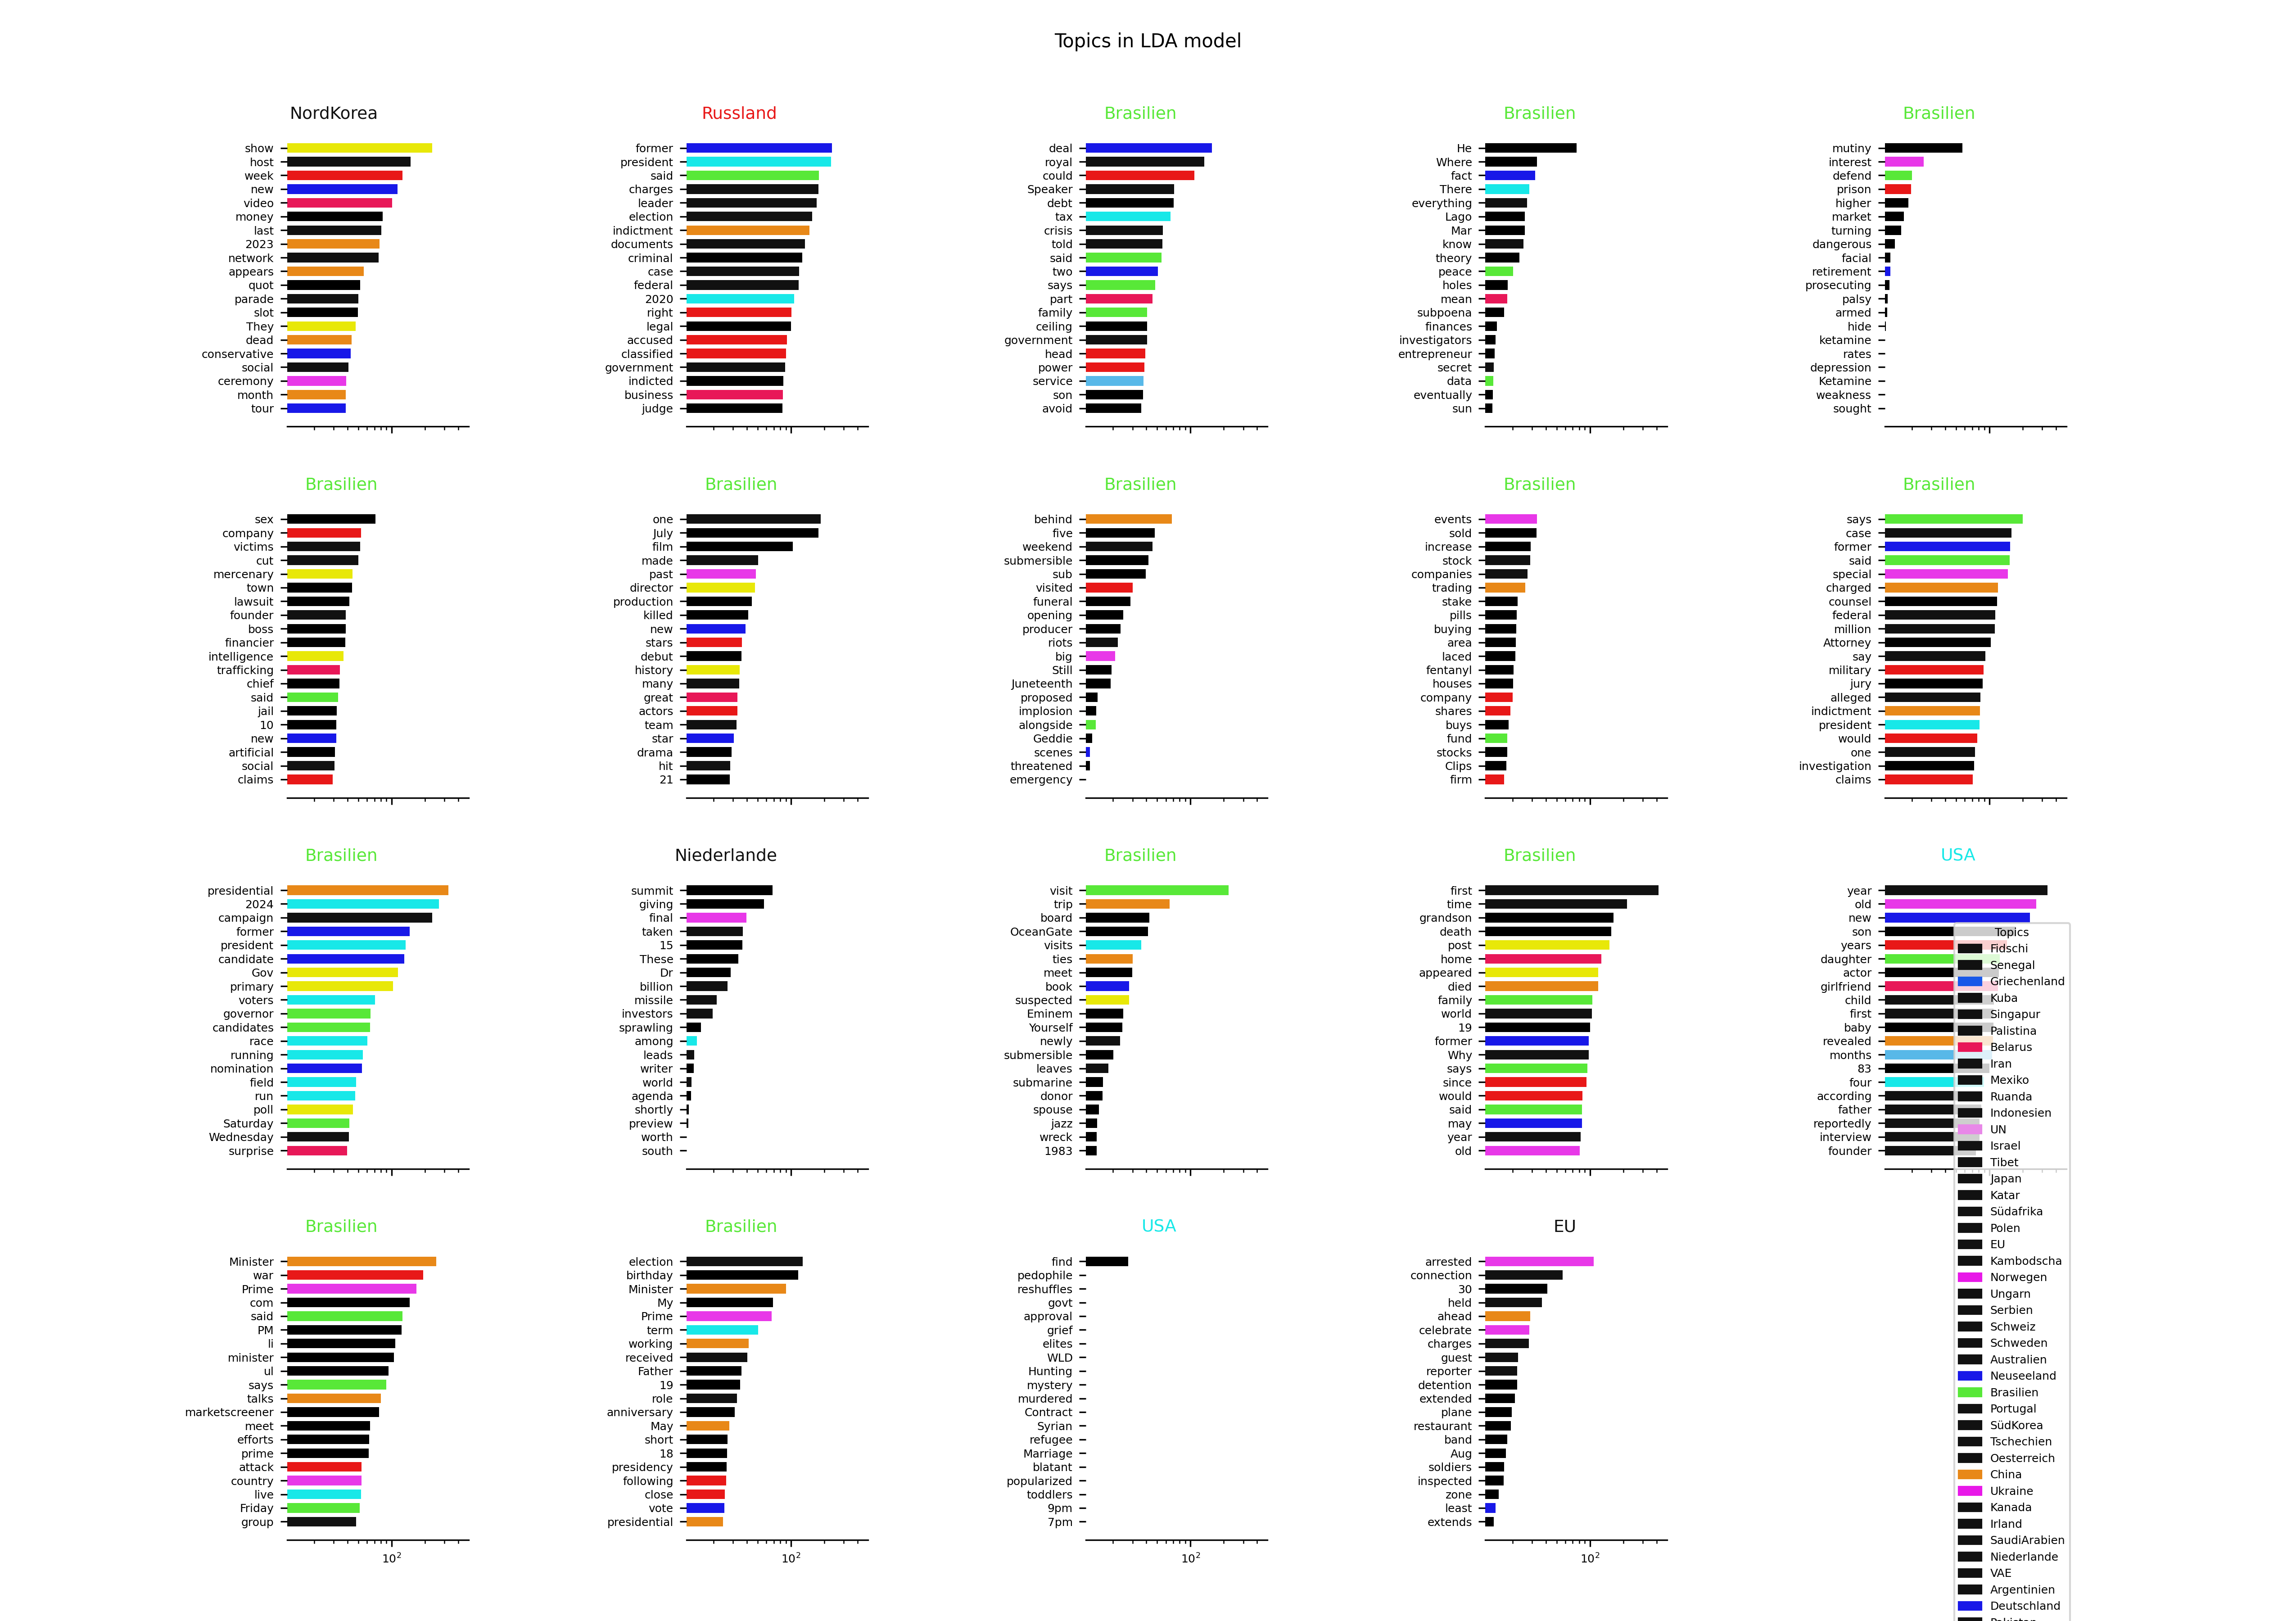 Topics in LDA model
NordKorea
show
host
week
new
video
money
last
2023
network
appears
quot
parade
slot
They
dead
conservative
social
ceremony
month
tour
Russland
former
president
said
charges
leader
election
indictment
documents
criminal
case
federal
2020
right
legal
accused
classified
government
indicted
business
judge
Brasilien
deal
royal
could
Speaker
debt
tax
crisis
told
said
two
says
part
family
ceiling
government
head
power
service
son
avoid
Brasilien
He
Where
fact
There
everything
Lago
Mar
know
theory
peace
holes
mean
subpoena
finances
investigators
entrepreneur
secret
data
eventually
sun
Brasilien
mutiny
interest
defend
prison
higher
market
turning
dangerous
facial
retirement
prosecuting
palsy
armed
hide
ketamine
rates
depression
Ketamine
weakness
sought
Brasilien
sex
company
victims
cut
mercenary
town
lawsuit
founder
boss
financier
intelligence
trafficking
chief
said
jail
10
new
artificial
social
claims
Brasilien
one
July
film
made
past
director
production
killed
new
stars
debut
history
many
great
actors
team
star
drama
hit
21
Brasilien
behind
five
weekend
submersible
sub
visited
funeral
opening
producer
riots
big
Still
Juneteenth
proposed
implosion
alongside
Geddie
scenes
threatened
emergency
Brasilien
events
sold
increase
stock
companies
trading
stake
pills
buying
area
laced
fentanyl
houses
company
shares
buys
fund
stocks
Clips
firm
Brasilien
says
case
former
said
special
charged
counsel
federal
million
Attorney
say
military
jury
alleged
indictment
president
would
one
investigation
claims
Brasilien
presidential
2024
campaign
former
president
candidate
Gov
primary
voters
governor
candidates
race
running
nomination
field
run
poll
Saturday
Wednesday
surprise
Niederlande
summit
giving
final
taken
15
These
Dr
billion
missile
investors
sprawling
among
leads
writer
world
agenda
shortly
preview
worth
south
Brasilien
visit
trip
board
OceanGate
visits
ties
meet
book
suspected
Eminem
Yourself
newly
submersible
leaves
submarine
donor
spouse
jazz
wreck
1983
Brasilien
first
time
grandson
death
post
home
appeared
died
family
world
19
former
Why
says
since
would
said
may
year
old
USA
year
old
new
son
years
daughter
actor
girlfriend
child
first
baby
revealed
months
83
four
according
father
reportedly
interview
founder
Brasilien
Minister
war
Prime
com
said
PM
li
minister
ul
says
talks
marketscreener
meet
efforts
prime
attack
country
live
Friday
group
10²
Brasilien
election
birthday
Minister
My
Prime
term
working
received
Father
19
role
anniversary
May
short
18
presidency
following
close
vote
presidential
10²
USA
find
pedophile
reshuffles
govt
approval
grief
elites
WLD
Hunting
mystery
murdered
Contract
Syrian
refugee
Marriage
blatant
popularized
toddlers
9pm
7pm
10²
EU
arrested
connection
30
held
ahead
celebrate
charges
guest
reporter
detention
extended
plane
restaurant
band
Aug
soldiers
inspected
zone
least
extends
10²
Topics
Fidschi
Senegal
Griechenland
Kuba
Singapur
Palistina
Belarus
Iran
Mexiko
Ruanda
Indonesien
UN
Israel
Tibet
Japan
Katar
Südafrika
Polen
EU
Kambodscha
Norwegen
Ungarn
Serbien
Schweiz
Schweden
Australien
Neuseeland
Brasilien
Portugal
SüdKorea
Tschechien
Oesterreich
China
Ukraine
Kanada
Irland
SaudiArabien
Niederlande
VAE
Argentinien
Deutschland